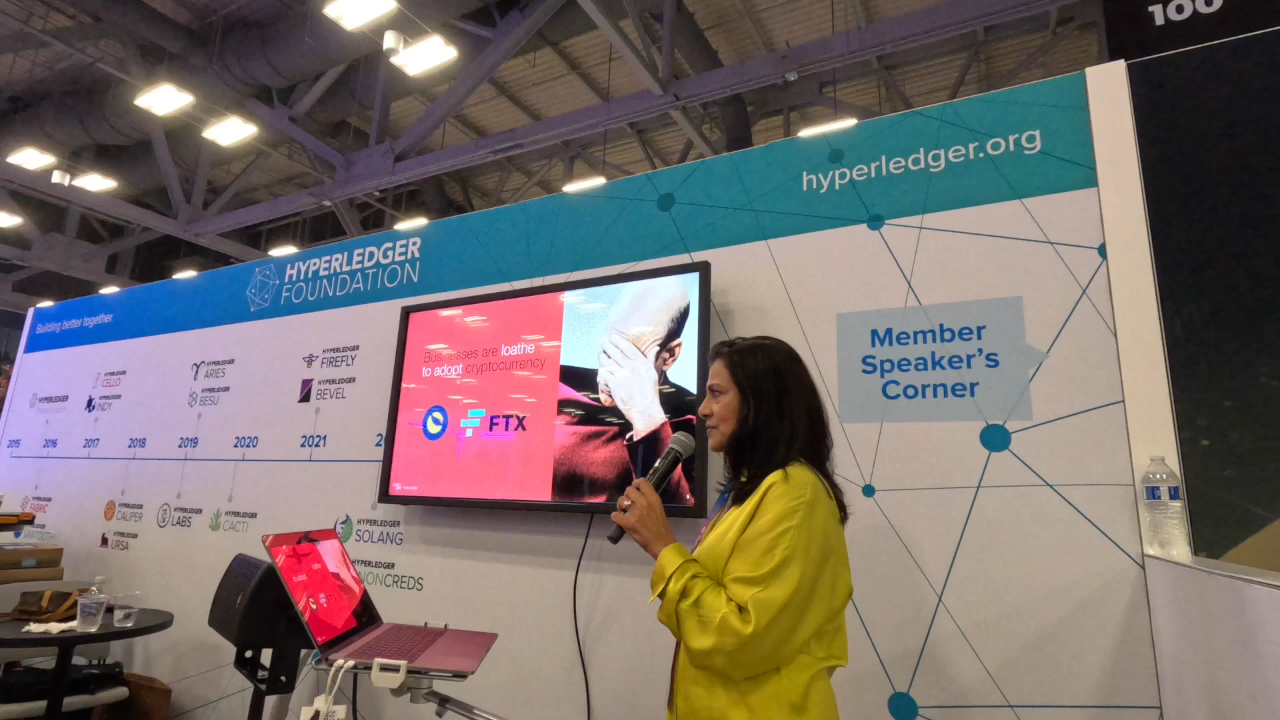 100
hyperledger.org
HYPERLEDGER
FOUNDATION
Building better together
Member
Speaker's
Corner
Businesses are loathe
to adopt cryptocurrency
FTX
HYPERLEDGER
FIREFLY
HYPERLEDGER
BEVEL
HYPERLEDGER
ARIES
HYPERLEDGER
BESU
HYPERLEDGER
CELLO
HYPERLEDGER
INDY
2015 2016 2017 2018 2019 2020 2021
HYPERLEDGER
FABRIC
HYPERLEDGER
CALIPER
HYPERLEDGER
URSA
HYPERLEDGER
LABS
HYPERLEDGER
CACTI
HYPERLEDGER
SOLANG
HYPERLEDGER
NONCREDS